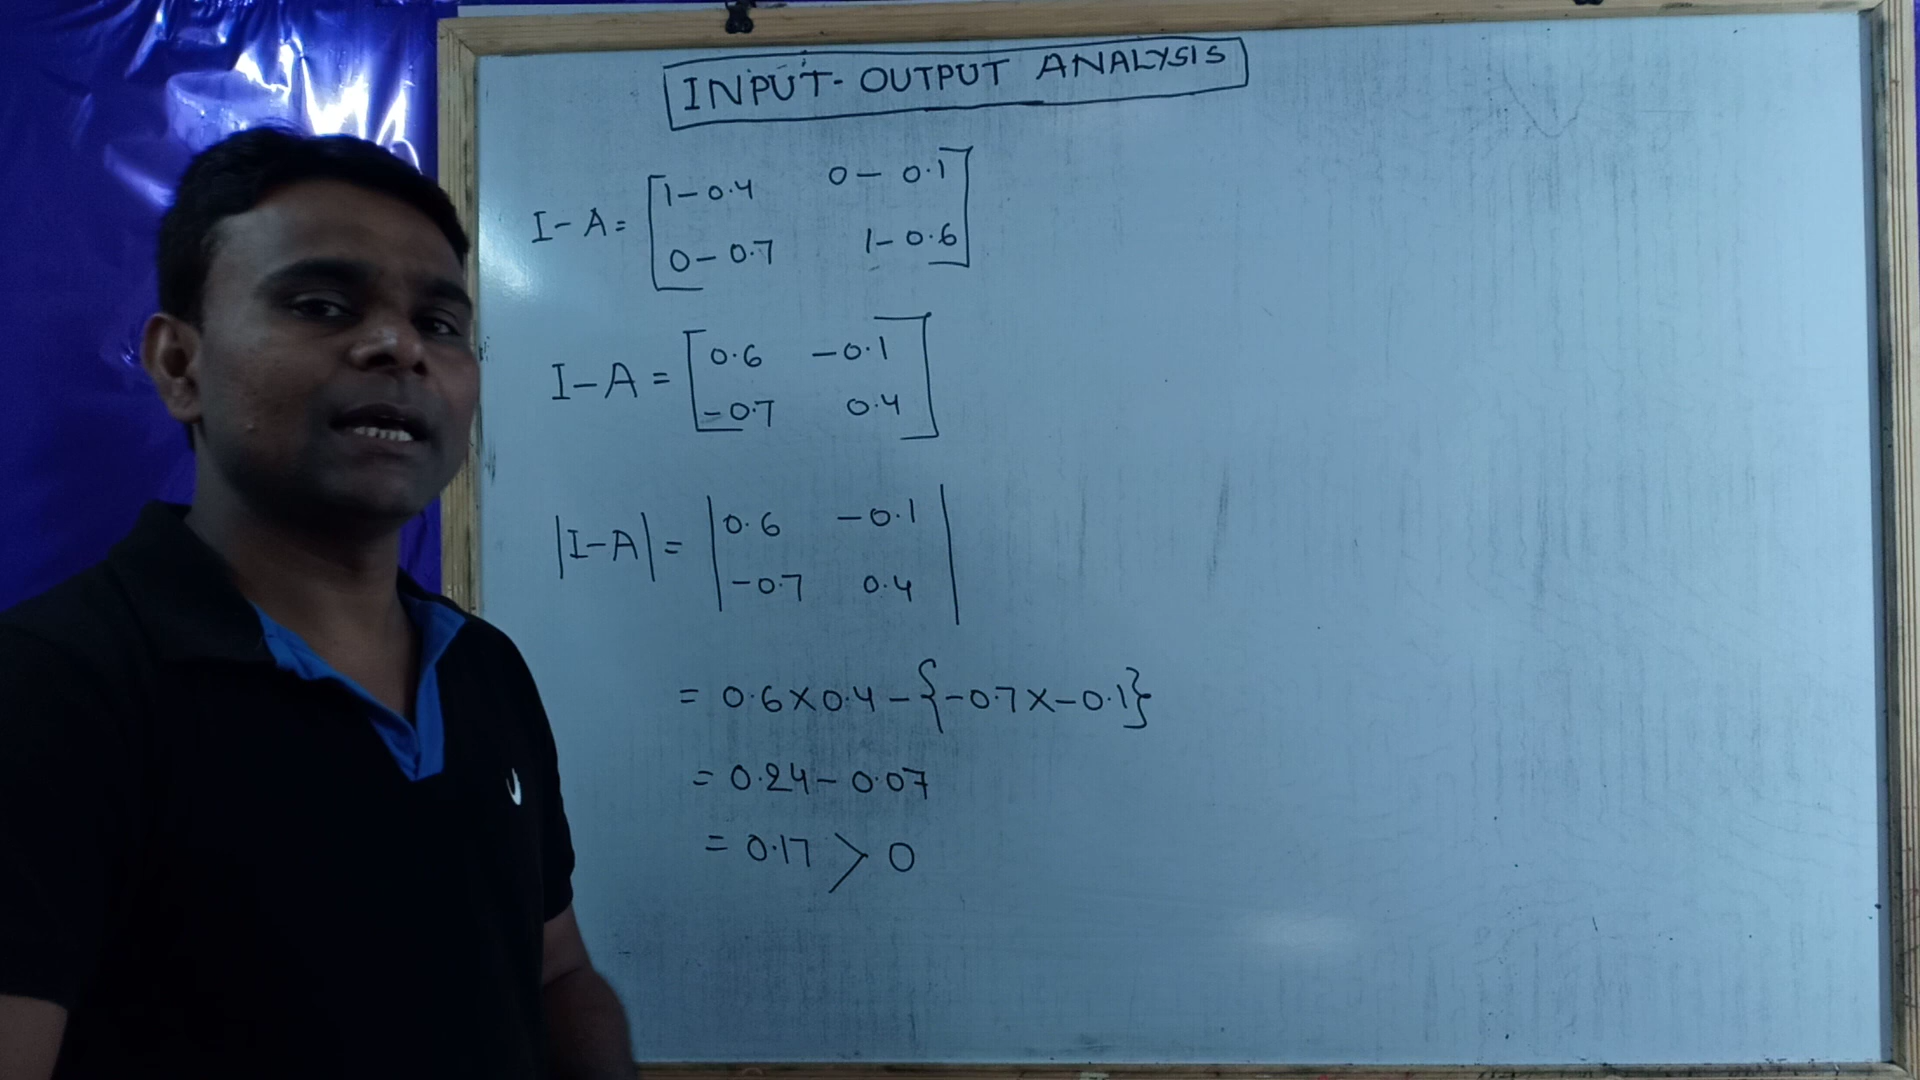 INPUT-OUTPUT ANALYSIS
I-A= [1-0.4 0-0.1
0-0.7 1-0.6]
I-A= [0.6 -0.1
-0.7 0.4]
|I-A|= |0.6 -0.1
-0.7 0.4|
= 0.6×0.4-{-0.7×-0.1}
= 0.24-0.07
= 0.17 > 0